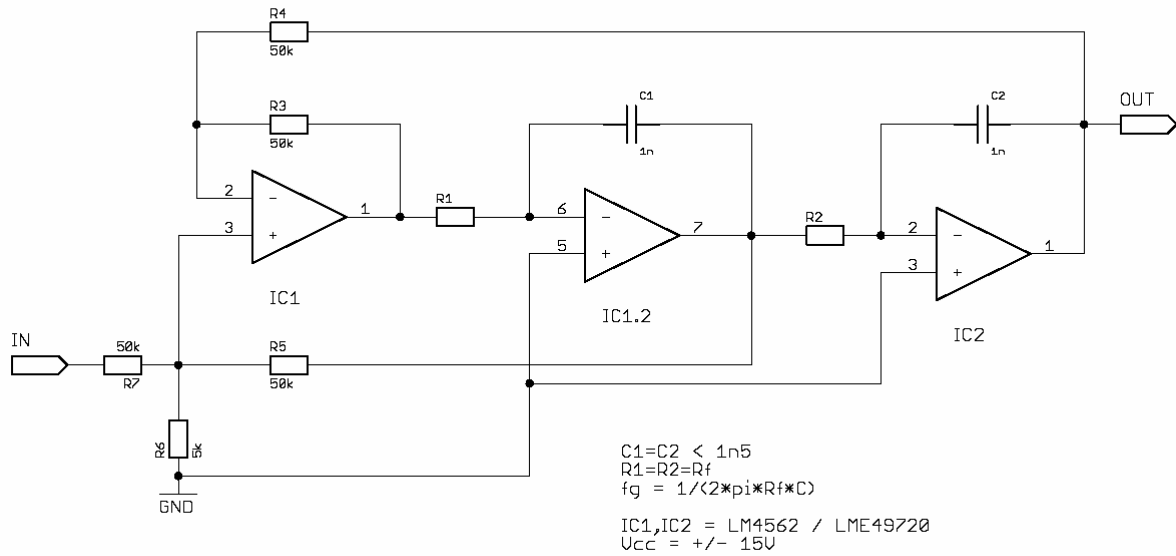 R4
50k
R3
50k
C1
1n
C2
1n
OUT
2
3
1
IC1
R1
6
5
7
IC1.2
R2
2
3
1
IC2
IN
50k
R7
R5
50k
R6
5k
GND
C1=C2 < 1n5
R1=R2=Rf
fg = 1/(2*pi*Rf*C)
IC1,IC2 = LM4562 / LME49720
Vcc = +/- 15V